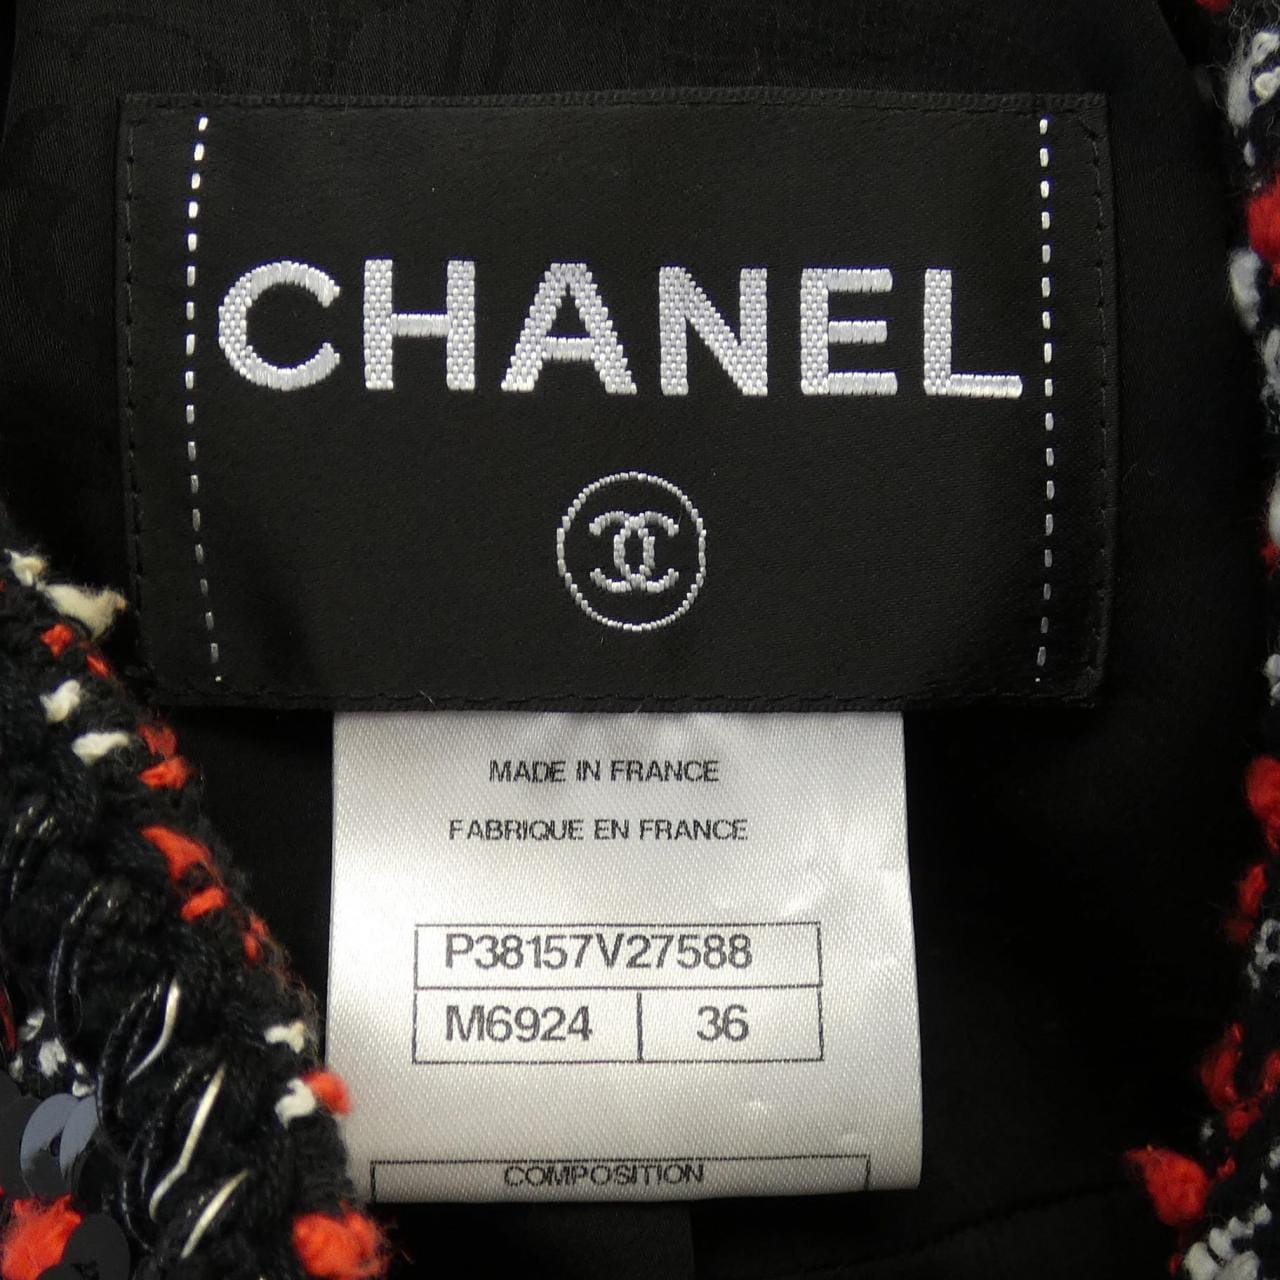 CHANEL
MADE IN FRANCE
FABRIQUE EN FRANCE
P38157V27588
M6924 36
COMPOSITION